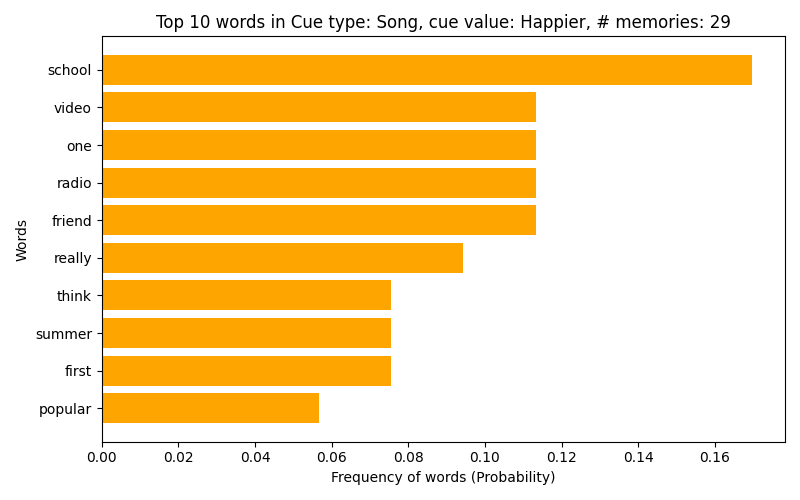 Top 10 words in Cue type: Song, cue value: Happier, # memories: 29
school
video
one
radio
friend
really
think
summer
first
popular
Words
0.00 0.02 0.04 0.06 0.08 0.10 0.12 0.14 0.16
Frequency of words (Probability)